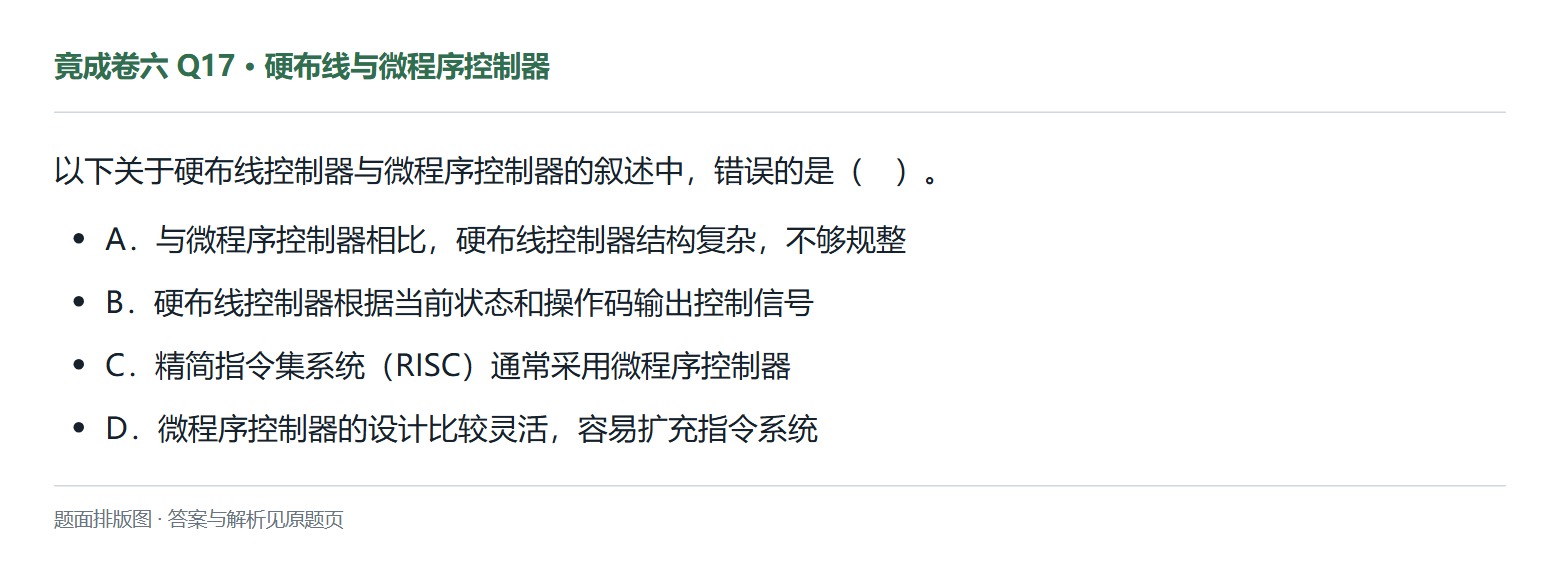 竟成卷六 Q17 · 硬布线与微程序控制器
以下关于硬布线控制器与微程序控制器的叙述中，错误的是（　）。
• A．与微程序控制器相比，硬布线控制器结构复杂，不够规整
• B．硬布线控制器根据当前状态和操作码输出控制信号
• C．精简指令集系统（RISC）通常采用微程序控制器
• D．微程序控制器的设计比较灵活，容易扩充指令系统
题面排版图 · 答案与解析见原题页